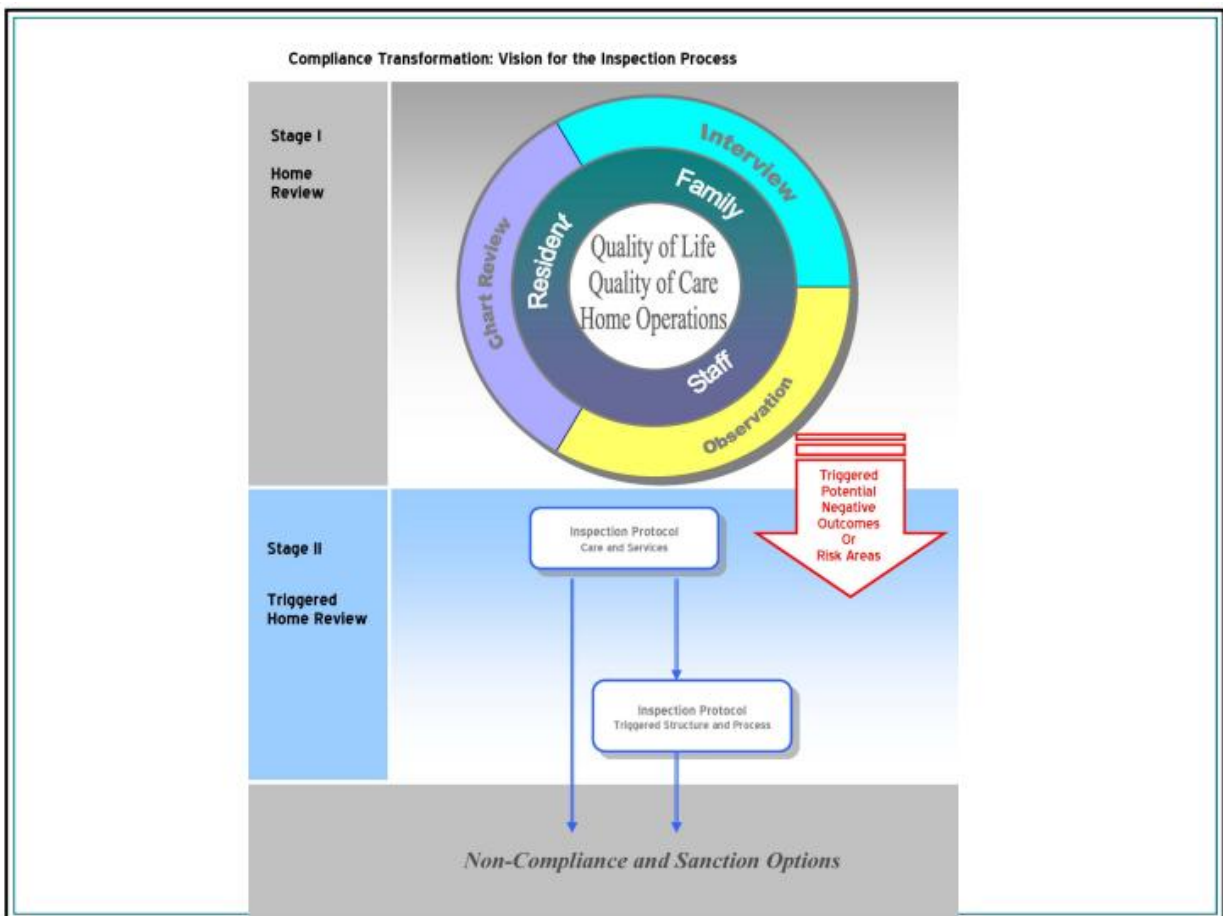 Compliance Transformation: Vision for the Inspection Process
Stage I
Home
Review
Interview
Family
Resident
Chart Review
Quality of Life
Quality of Care
Home Operations
Staff
Observation
Triggered
Potential
Negative
Outcomes
Or
Risk Areas
Stage II
Triggered
Home Review
Inspection Protocol
Care and Services
Inspection Protocol
Triggered Structure and Process
Non-Compliance and Sanction Options